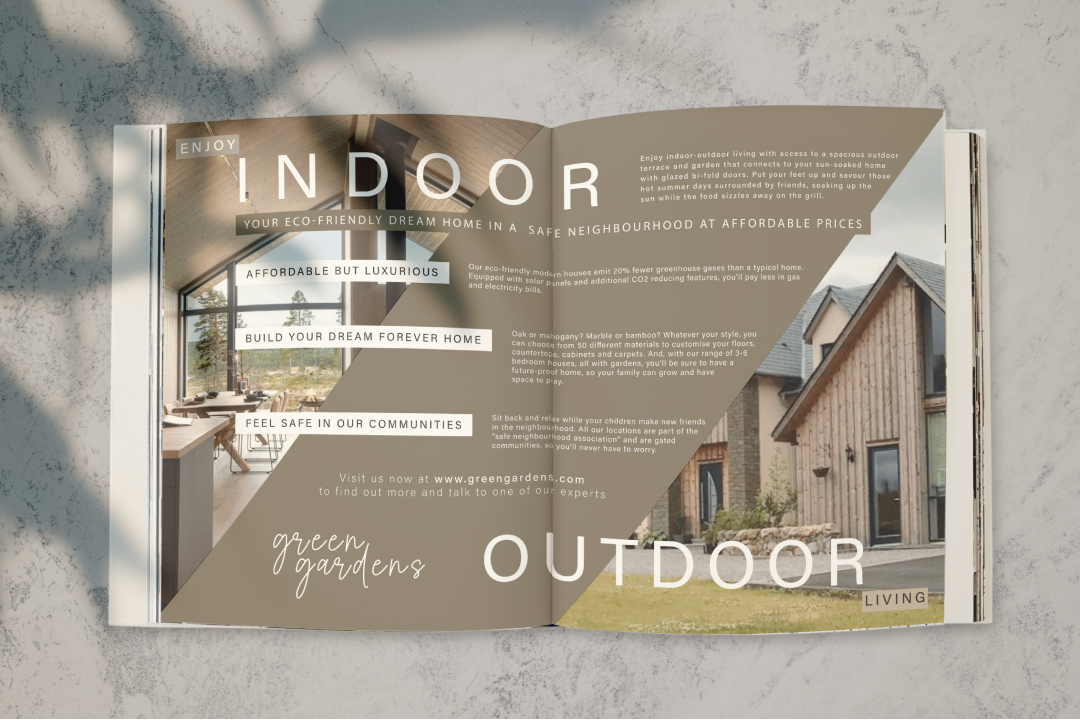 ENJOY
INDOOR
YOUR ECO-FRIENDLY DREAM HOME IN A SAFE NEIGHBOURHOOD AT AFFORDABLE PRICES
Enjoy indoor-outdoor living with access to a spacious outdoor
terrace and garden that connects to your sun-soaked home
with glazed bi-fold doors. Put your feet up and savour those
hot summer days surrounded by friends, soaking up the
sun while the food sizzles away on the grill.
AFFORDABLE BUT LUXURIOUS
Our eco-friendly modern houses emit 20% fewer greenhouse gases than a typical home.
Equipped with solar panels and additional CO2 reducing features, you'll pay less in gas
and electricity bills.
BUILD YOUR DREAM FOREVER HOME
Oak or mahogany? Marble or bamboo? Whatever your style, you
can choose from 50 different materials to customise your floors,
countertops, cabinets and carpets. And, with our range of 3-6
bedroom houses, all with gardens, you'll be sure to have a
future-proof home, so your family can grow and have
space to play.
FEEL SAFE IN OUR COMMUNITIES
Sit back and relax while your children make new friends
in the neighbourhood. All our locations are part of the
"safe neighbourhood association" and are gated
communities, so you'll never have to worry.
Visit us now at www.greengardens.com
to find out more and talk to one of our experts
green
gardens
OUTDOOR
LIVING